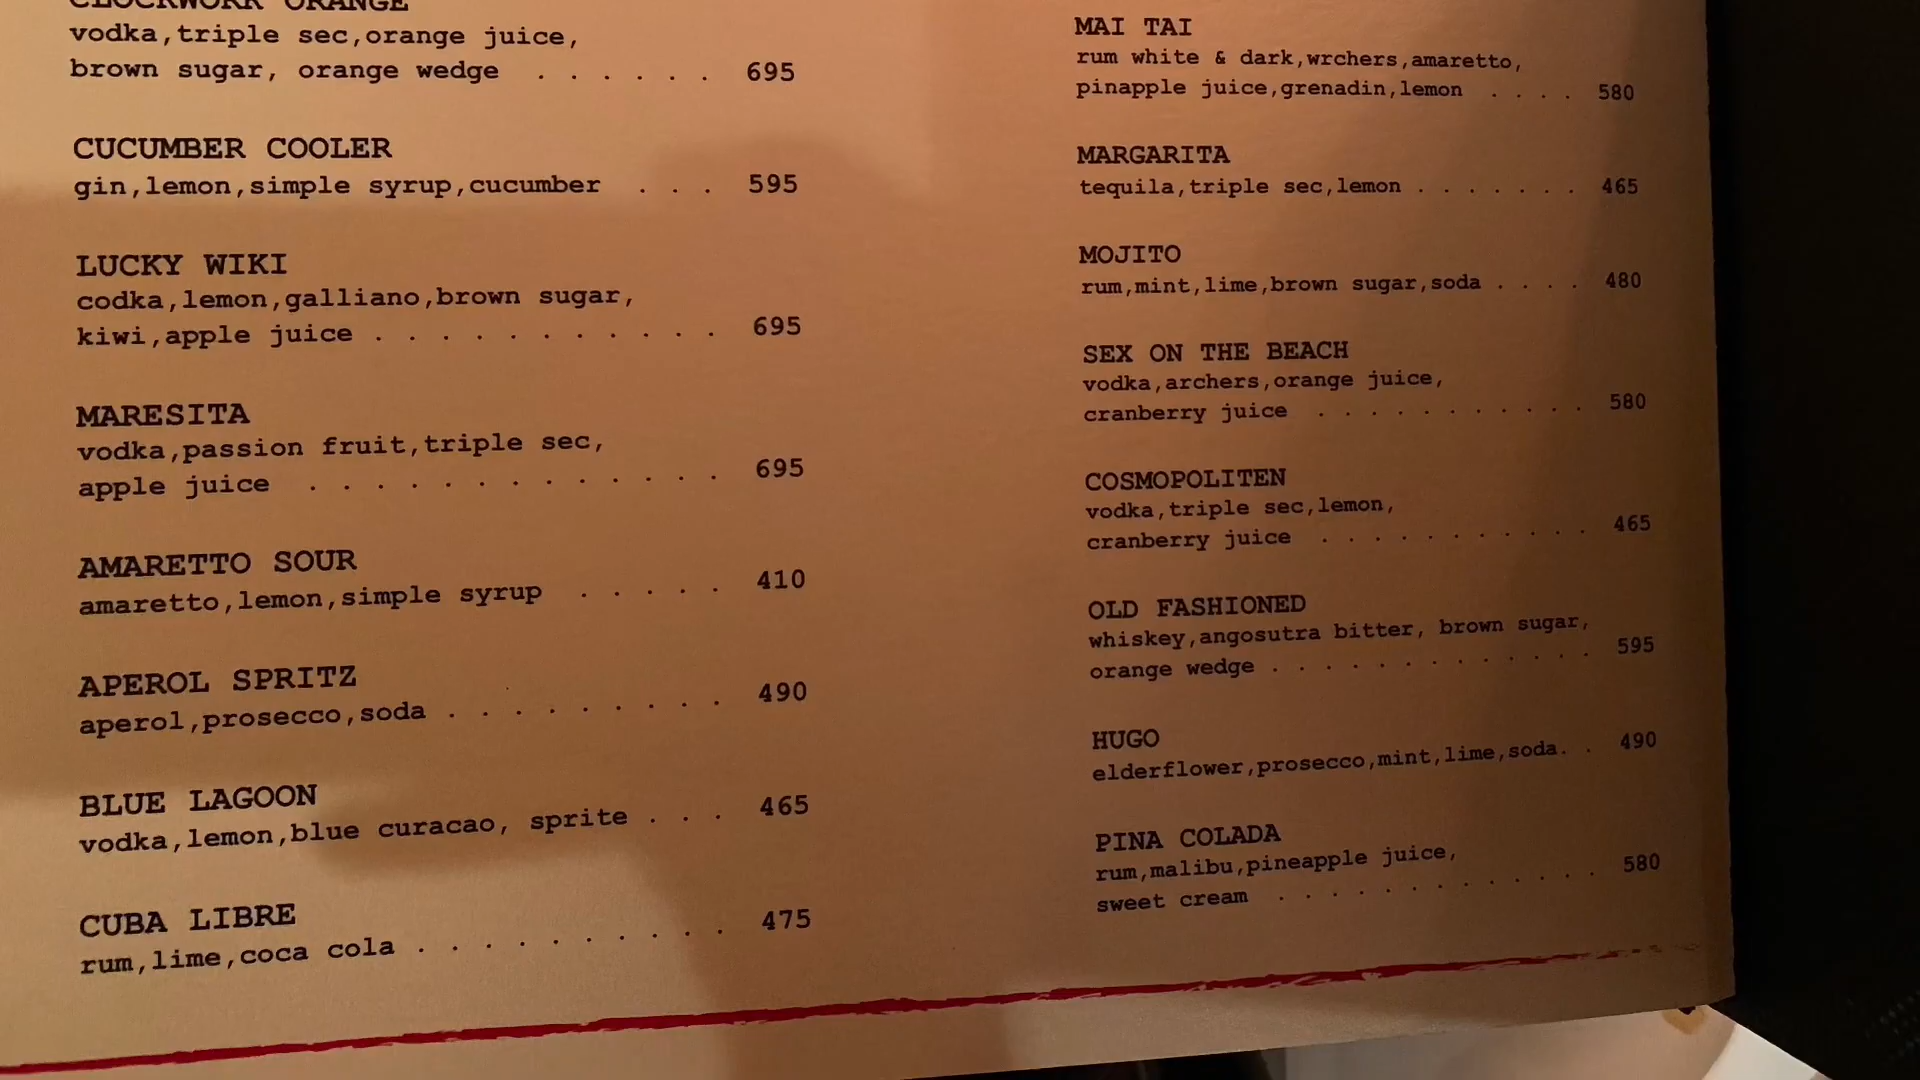 CLOCKWORK ORANGE
vodka,triple sec,orange juice,
brown sugar, orange wedge . . . . . . 695
CUCUMBER COOLER
gin,lemon,simple syrup,cucumber . . . 595
LUCKY WIKI
codka,lemon,galliano,brown sugar,
kiwi,apple juice . . . . . . . . . . . 695
MARESITA
vodka,passion fruit,triple sec,
apple juice . . . . . . . . . . . . . 695
AMARETTO SOUR
amaretto,lemon,simple syrup . . . . . 410
APEROL SPRITZ
aperol,prosecco,soda . . . . . . . . . 490
BLUE LAGOON
vodka,lemon,blue curacao, sprite . . . 465
CUBA LIBRE
rum,lime,coca cola . . . . . . . . . . 475
MAI TAI
rum white & dark,wrchers,amaretto,
pinapple juice,grenadin,lemon . . . . 580
MARGARITA
tequila,triple sec,lemon . . . . . . . 465
MOJITO
rum,mint,lime,brown sugar,soda . . . . 480
SEX ON THE BEACH
vodka,archers,orange juice,
cranberry juice . . . . . . . . . . . 580
COSMOPOLITEN
vodka,triple sec,lemon,
cranberry juice . . . . . . . . . . . 465
OLD FASHIONED
whiskey,angosutra bitter, brown sugar,
orange wedge . . . . . . . . . . . . . 595
HUGO
elderflower,prosecco,mint,lime,soda. . 490
PINA COLADA
rum,malibu,pineapple juice,
sweet cream . . . . . . . . . . . . . 580